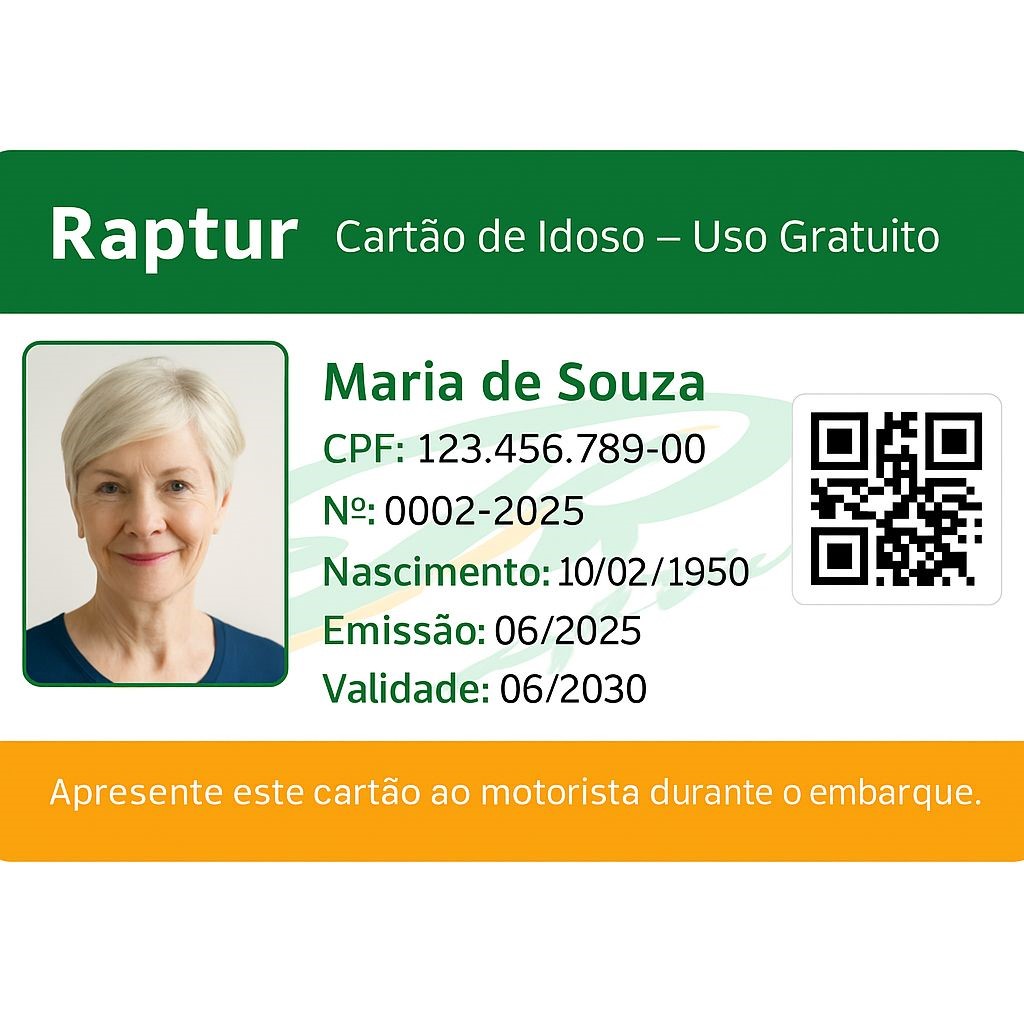 Raptur Cartão de Idoso – Uso Gratuito
Maria de Souza
CPF: 123.456.789-00
Nº: 0002-2025
Nascimento: 10/02/1950
Emissão: 06/2025
Validade: 06/2030
Apresente este cartão ao motorista durante o embarque.